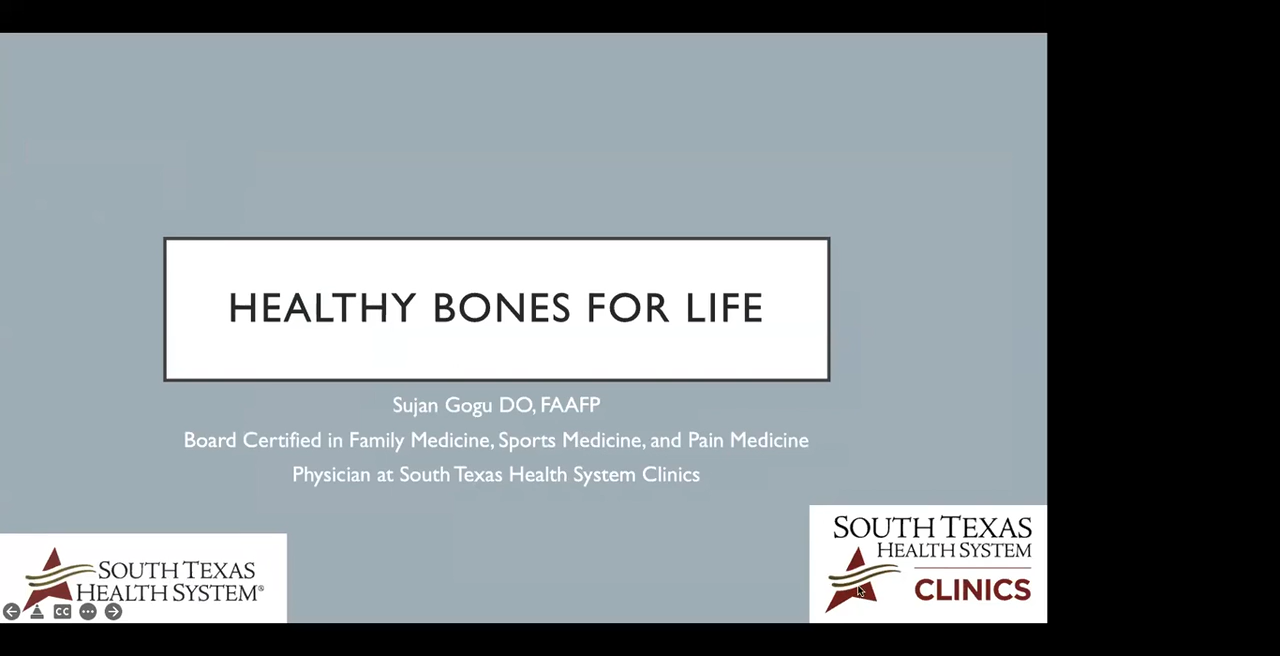 HEALTHY BONES FOR LIFE
Sujan Gogu DO, FAAFP
Board Certified in Family Medicine, Sports Medicine, and Pain Medicine
Physician at South Texas Health System Clinics
SOUTH TEXAS
HEALTH SYSTEM®
CC
SOUTH TEXAS
HEALTH SYSTEM
CLINICS